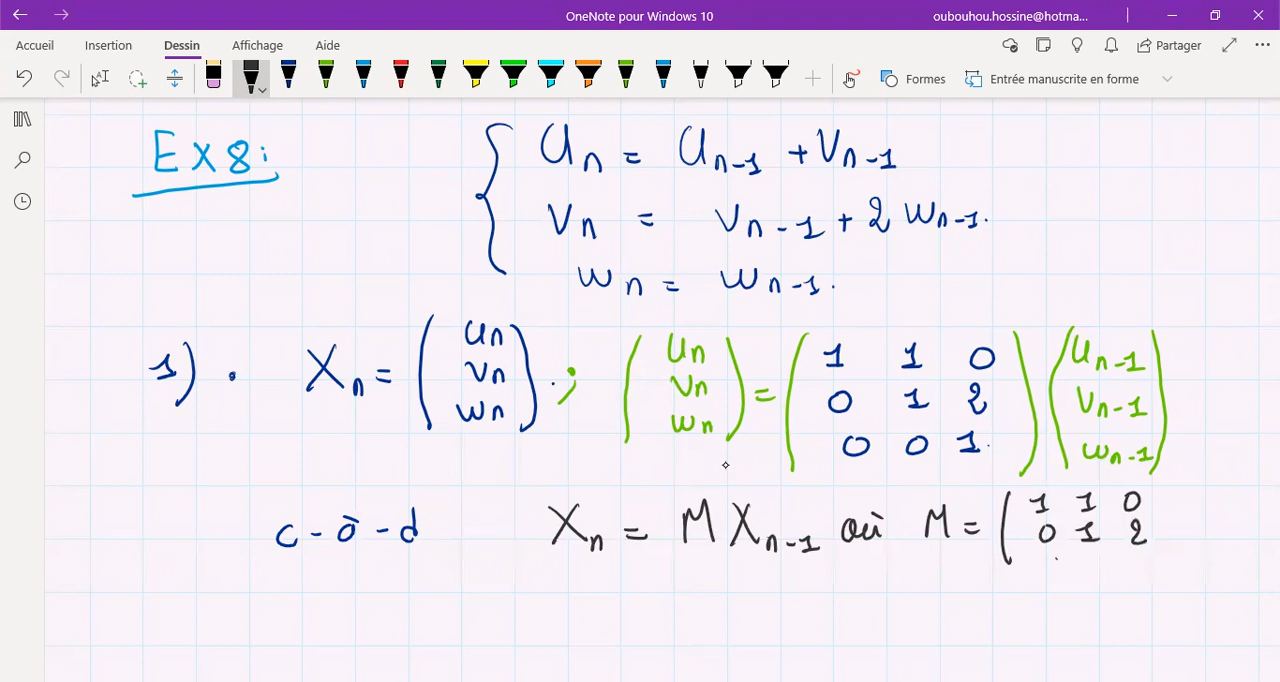 OneNote pour Windows 10
oubouhou.hossine@hotma...
Accueil Insertion Dessin Affichage Aide Partager
Formes Entrée manuscrite en forme
Ex 8:
{ Un = Un-1 + Vn-1
Vn = Vn-1 + 2 Wn-1.
Wn = Wn-1.
1) . Xn = (un vn wn). ; (un vn wn) = (1 1 0 0 1 2 0 0 1.) (un-1 vn-1 wn-1)
c-à-d Xn = M Xn-1 où M = (1 1 0 0 1 2